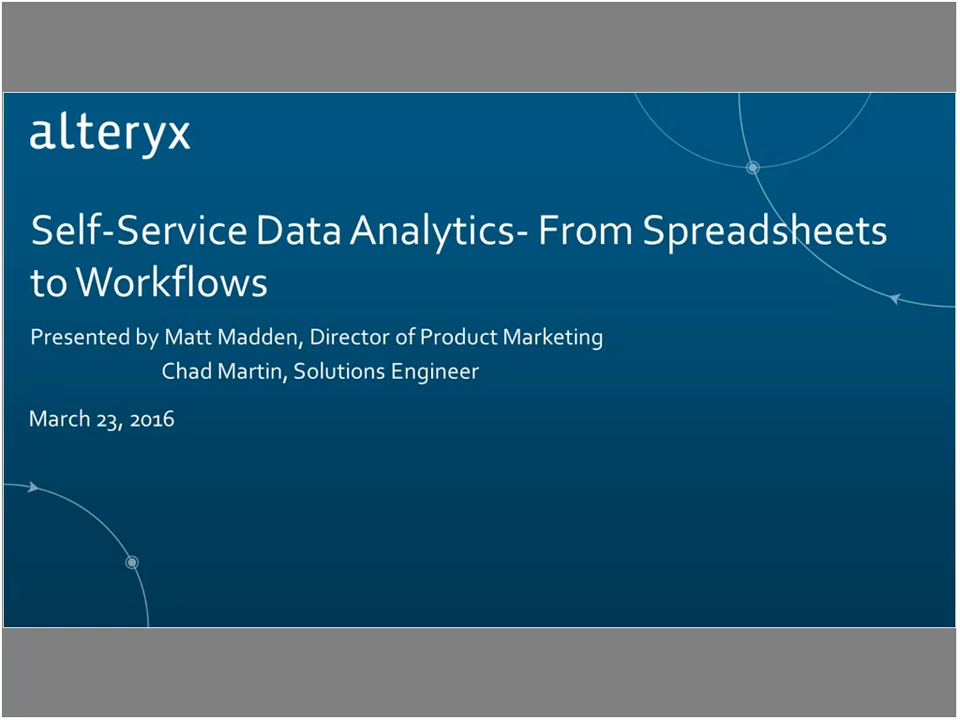 alteryx
Self-Service Data Analytics- From Spreadsheets
to Workflows
Presented by Matt Madden, Director of Product Marketing
Chad Martin, Solutions Engineer
March 23, 2016